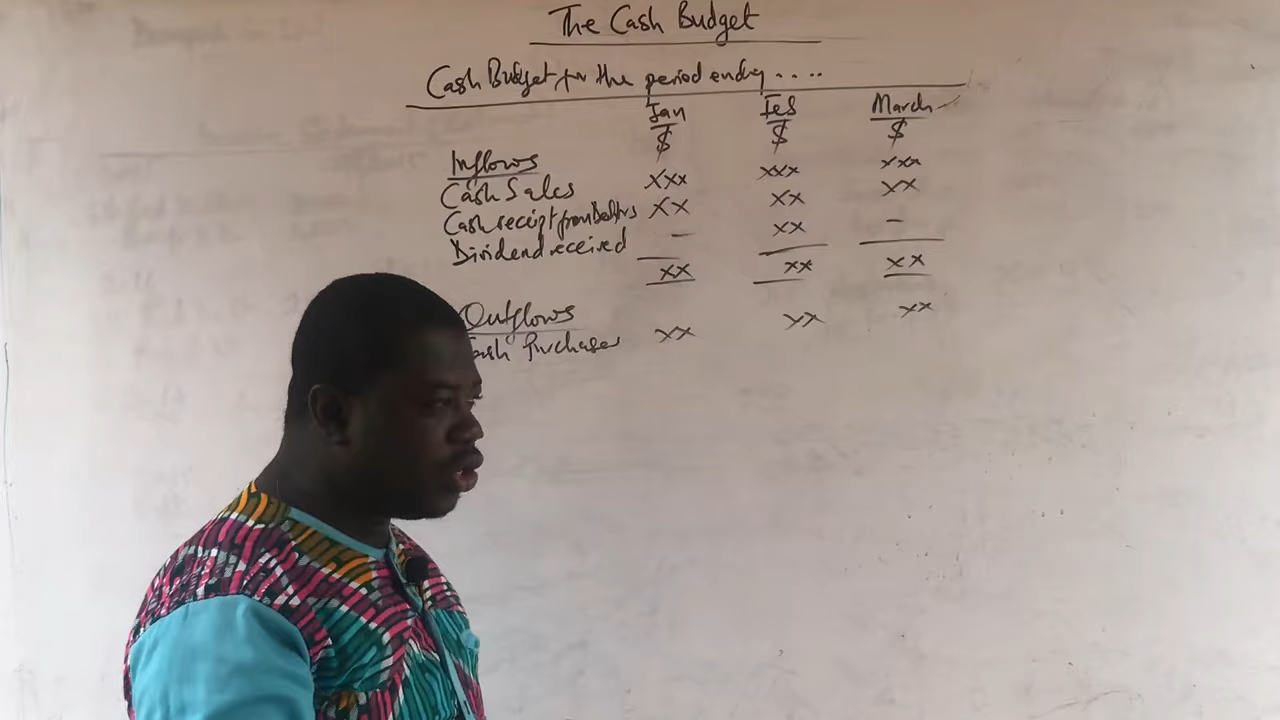 The Cash Budget
Cash Budget for the period ending ....
Jan Feb March
$ $ $
Inflows
Cash Sales xxx xxx xxx
Cash receipt from Debtors xx xx xx
Dividend received - xx -
xx xx xx
Outflows
Cash Purchases xx xx xx